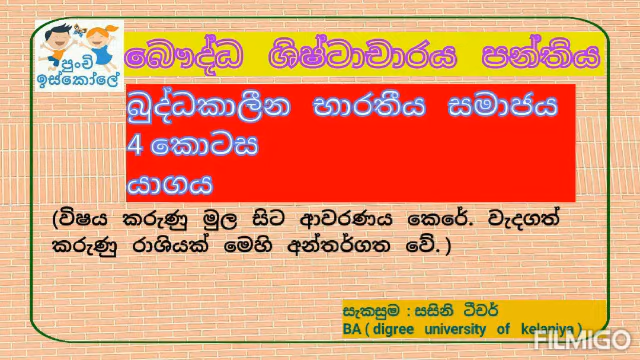 පුංචි
ඉස්කෝලේ
බෞද්ධ ශිෂ්ටාචාරය පන්තිය
බුද්ධකාලීන භාරතීය සමාජය
4 කොටස
යාගය
(විෂය කරුණු මුල සිට ආවරණය කෙරේ. වැදගත්
කරුණු රාශියක් මෙහි අන්තර්ගත වේ. )
සැකසුම : සසිනි ටීචර්
BA ( digree university of kelaniya )
FILMIGO